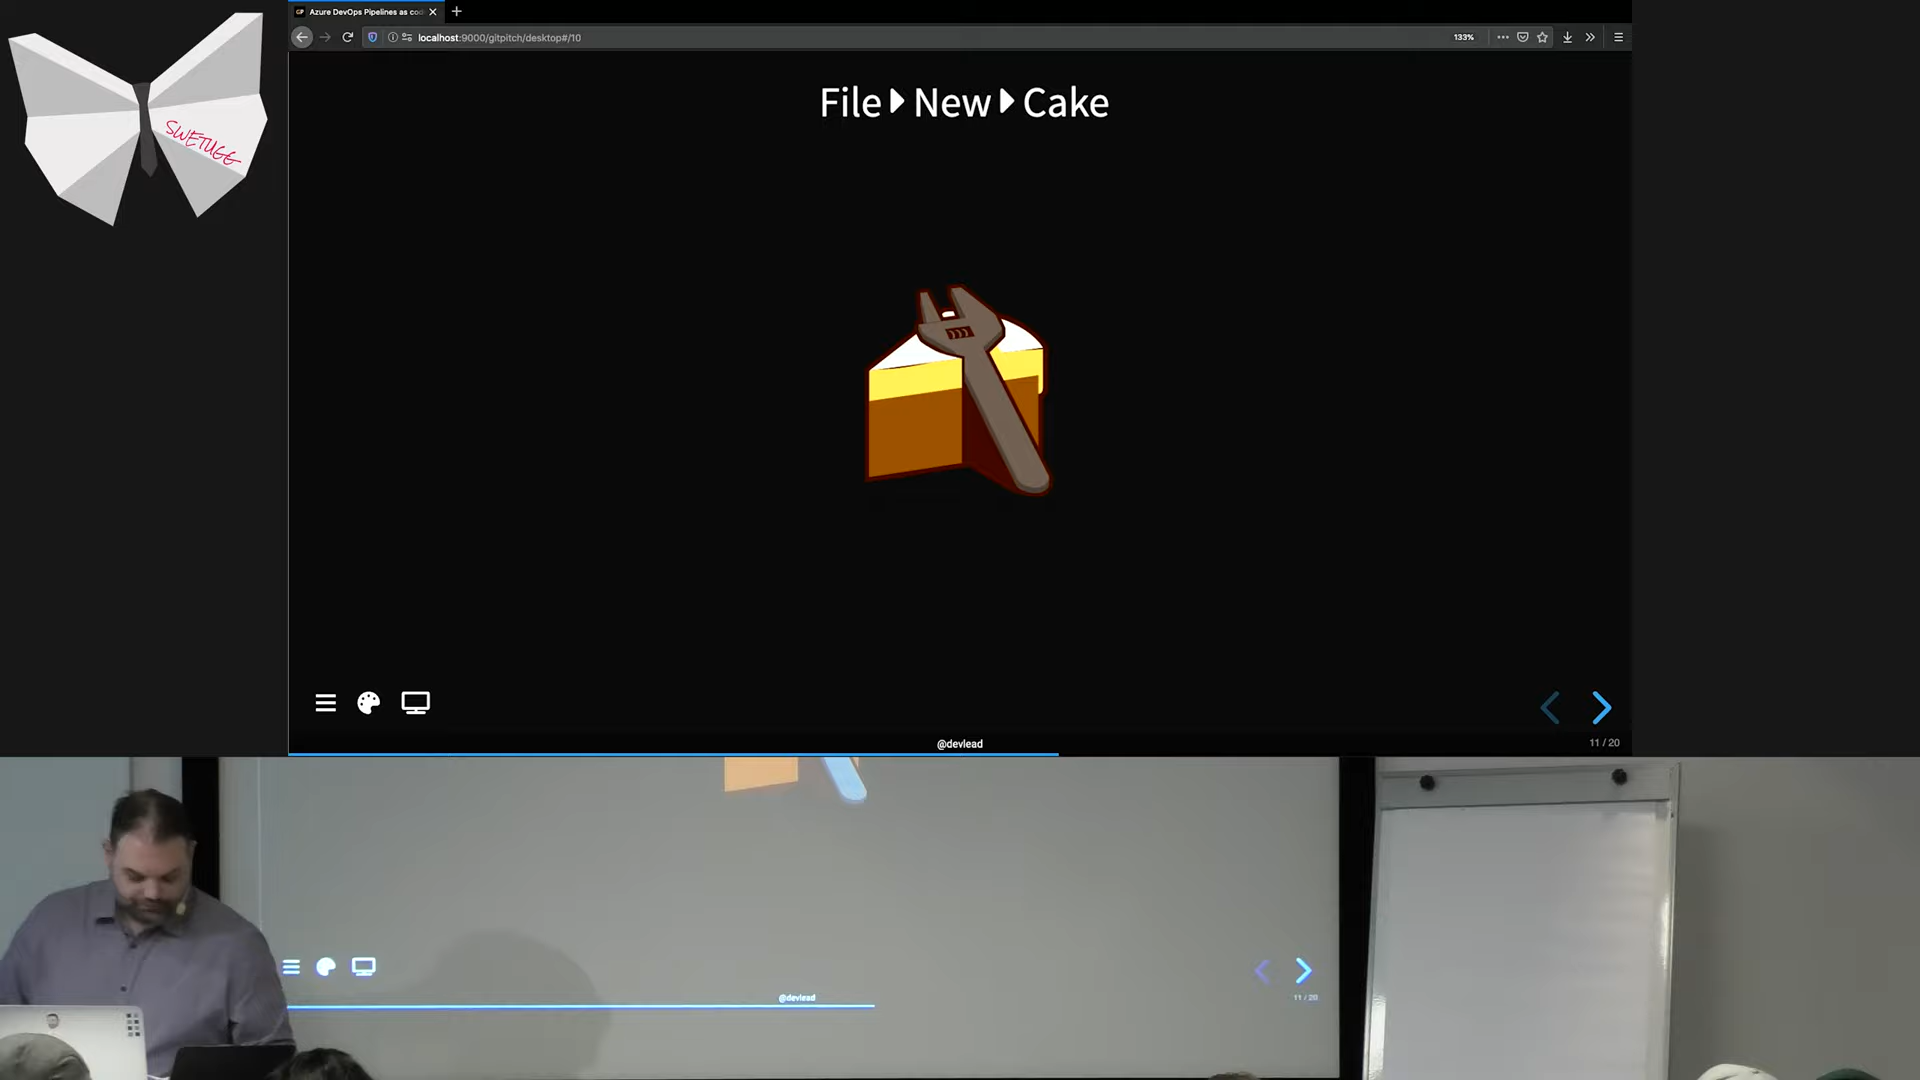 Azure DevOps Pipelines as cod
localhost:9000/gitpitch/desktop#/10
133%
SWETUGG
File New Cake
@devlead
11 / 20
@devlead
11 / 20